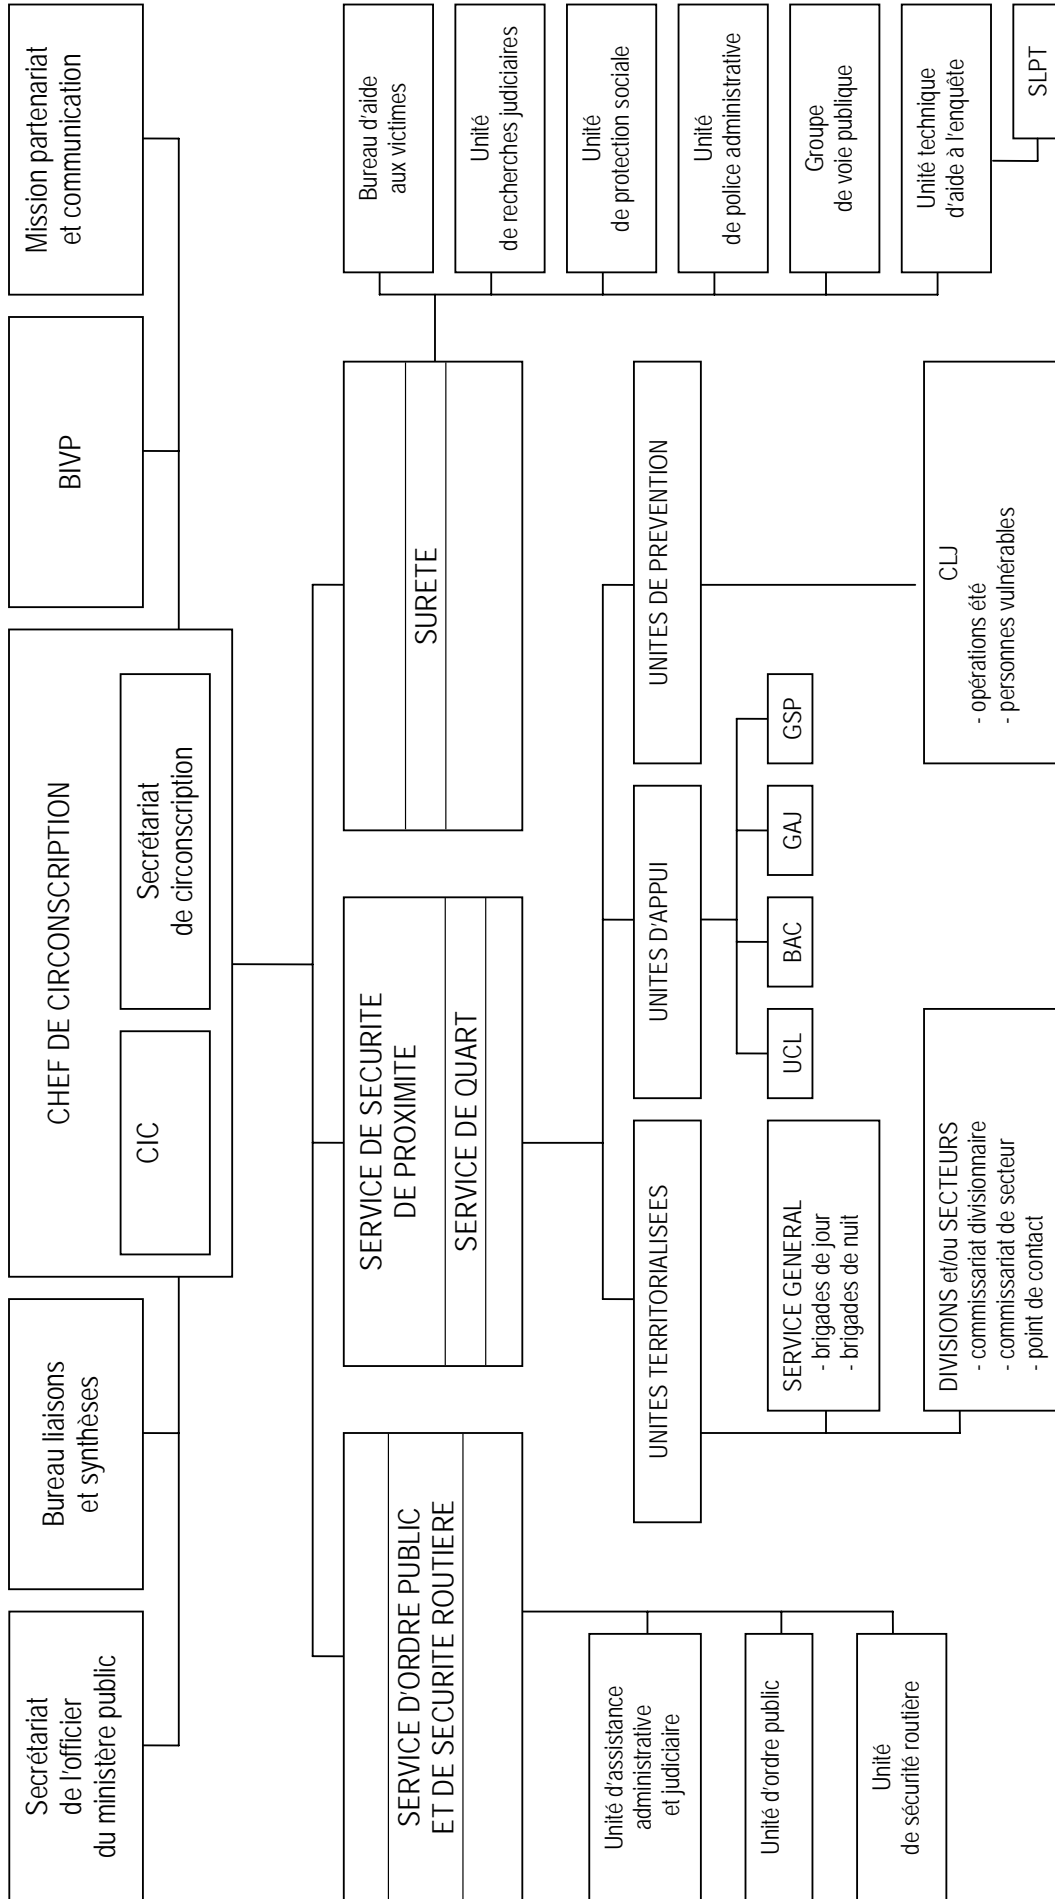 Secrétariat
de l'officier
du ministère public
Bureau liaisons
et synthèses
CHEF DE CIRCONSCRIPTION
CIC
Secrétariat
de circonscription
BIVP
Mission partenariat
et communication
SERVICE D'ORDRE PUBLIC
ET DE SECURITE ROUTIERE
SERVICE DE SECURITE
DE PROXIMITE
SERVICE DE QUART
SURETE
Bureau d'aide
aux victimes
Unité
de recherches judiciaires
Unité
de protection sociale
Unité
de police administrative
Groupe
de voie publique
Unité technique
d'aide à l'enquête
SLPT
Unité d'assistance
administrative
et judiciaire
Unité d'ordre public
Unité
de sécurité routière
UNITES TERRITORIALISEES
UNITES D'APPUI
UNITES DE PREVENTION
SERVICE GENERAL
- brigades de jour
- brigades de nuit
UCL
BAC
GAJ
GSP
DIVISIONS et/ou SECTEURS
- commissariat divisionnaire
- commissariat de secteur
- point de contact
CLJ
- opérations été
- personnes vulnérables